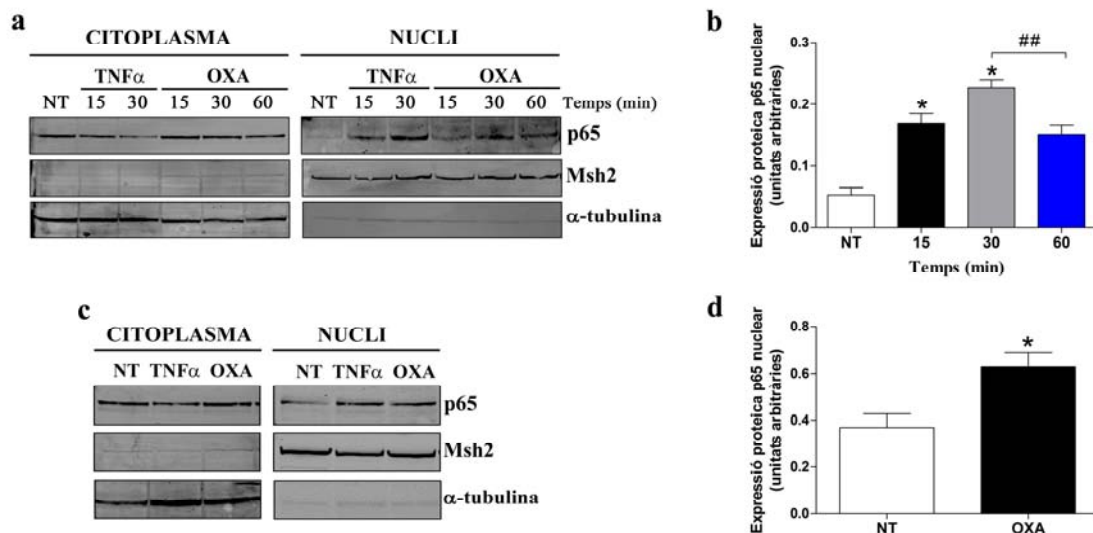 a
CITOPLASMA NUCLI
TNFα OXA TNFα OXA
NT 15 30 15 30 60 NT 15 30 15 30 60 Temps (min)
p65
Msh2
α-tubulina
b
Expressió proteica p65 nuclear
(unitats arbitràries)
0.3
0.2
0.1
0.0
* * ##
NT 15 30 60
Temps (min)
c
CITOPLASMA NUCLI
NT TNFα OXA NT TNFα OXA
p65
Msh2
α-tubulina
d
Expressió proteica p65 nuclear
(unitats arbitràries)
0.8
0.6
0.4
0.2
0.0
*
NT OXA